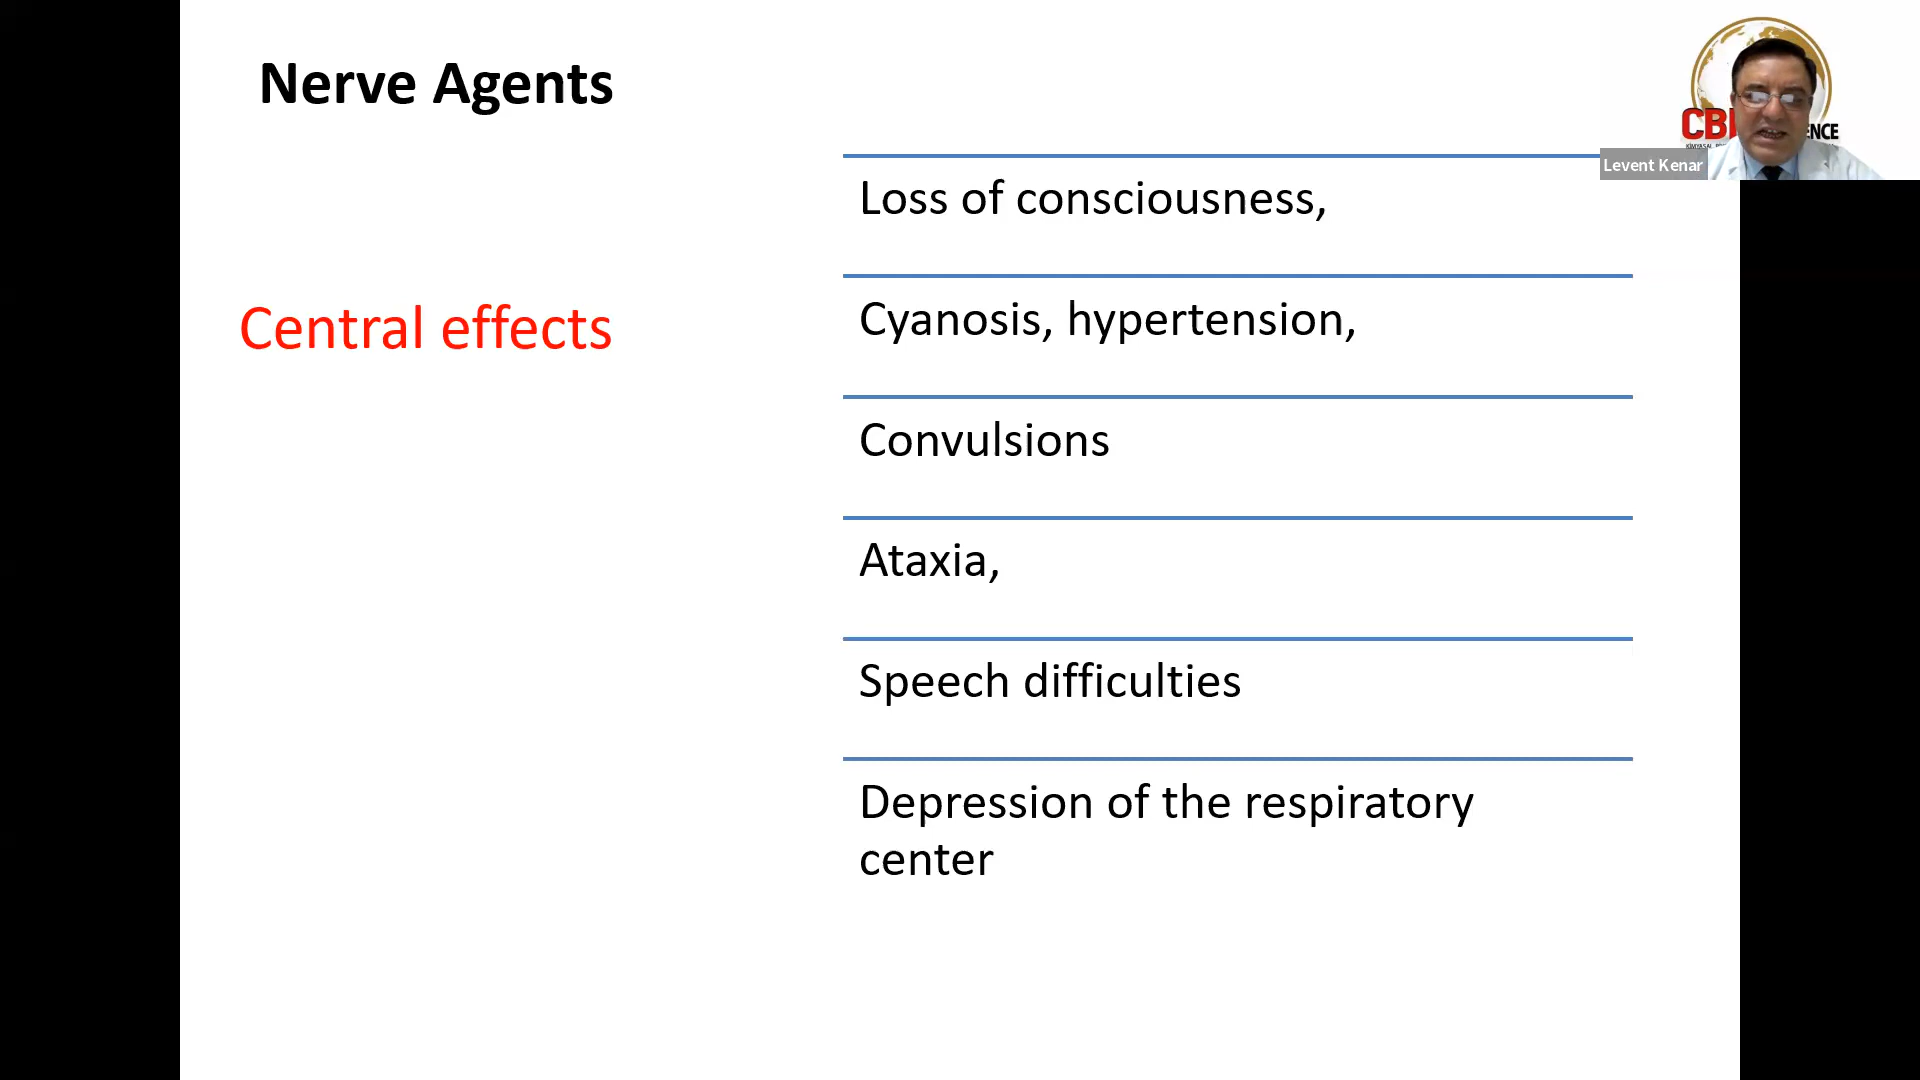 Nerve Agents
Central effects
Loss of consciousness,
Cyanosis, hypertension,
Convulsions
Ataxia,
Speech difficulties
Depression of the respiratory
center
Levent Kenar